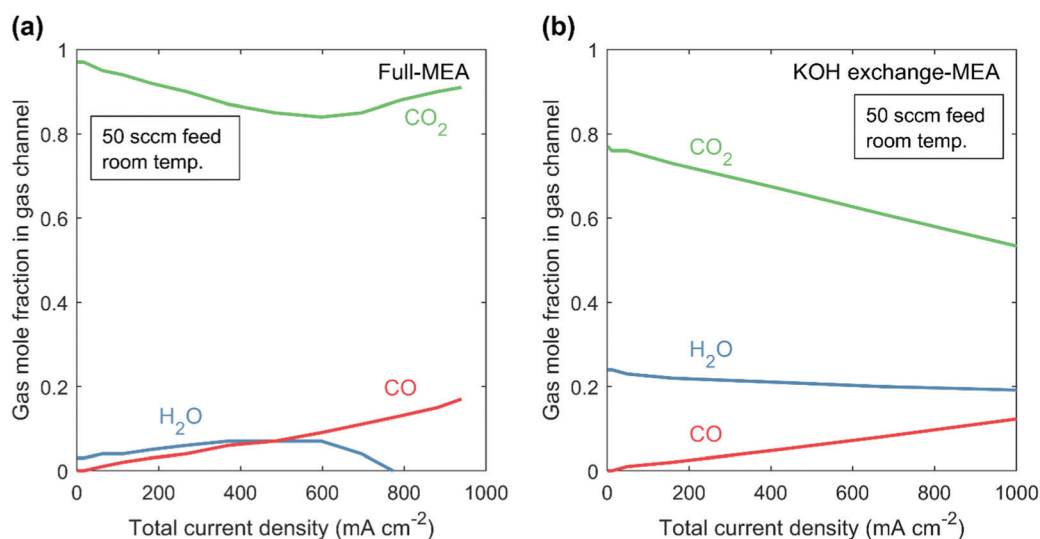 (a)
Full-MEA
50 sccm feed
room temp.
CO₂
H₂O
CO
Gas mole fraction in gas channel
1
0.8
0.6
0.4
0.2
0
0
200
400
600
800
1000
Total current density (mA cm⁻²)
(b)
KOH exchange-MEA
50 sccm feed
room temp.
CO₂
H₂O
CO
Gas mole fraction in gas channel
1
0.8
0.6
0.4
0.2
0
0
200
400
600
800
1000
Total current density (mA cm⁻²)